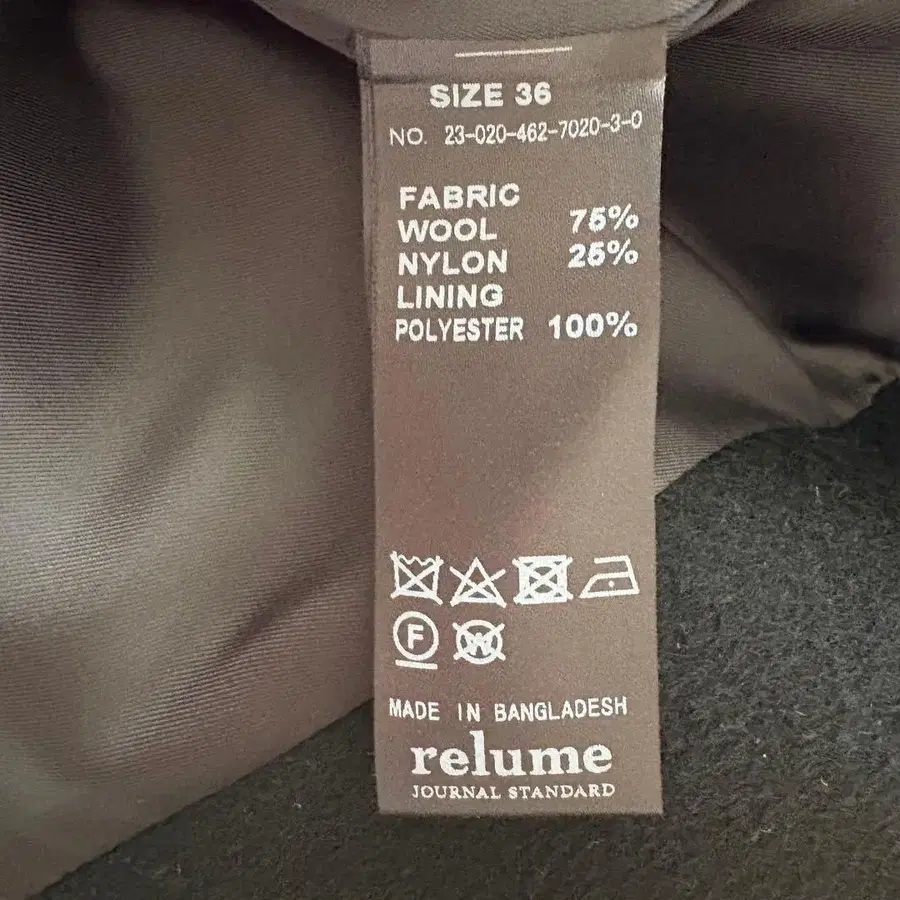 SIZE 36
NO. 23-020-462-7020-3-0
FABRIC
WOOL 75%
NYLON 25%
LINING
POLYESTER 100%
F W
MADE IN BANGLADESH
relume
JOURNAL STANDARD